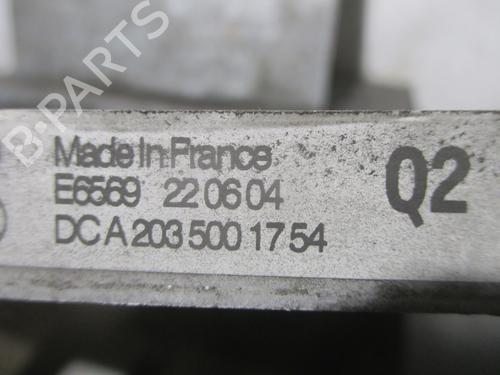 B-PARTS
Made In France
E6569 22 06 04
Q2
DC A 203 500 17 54